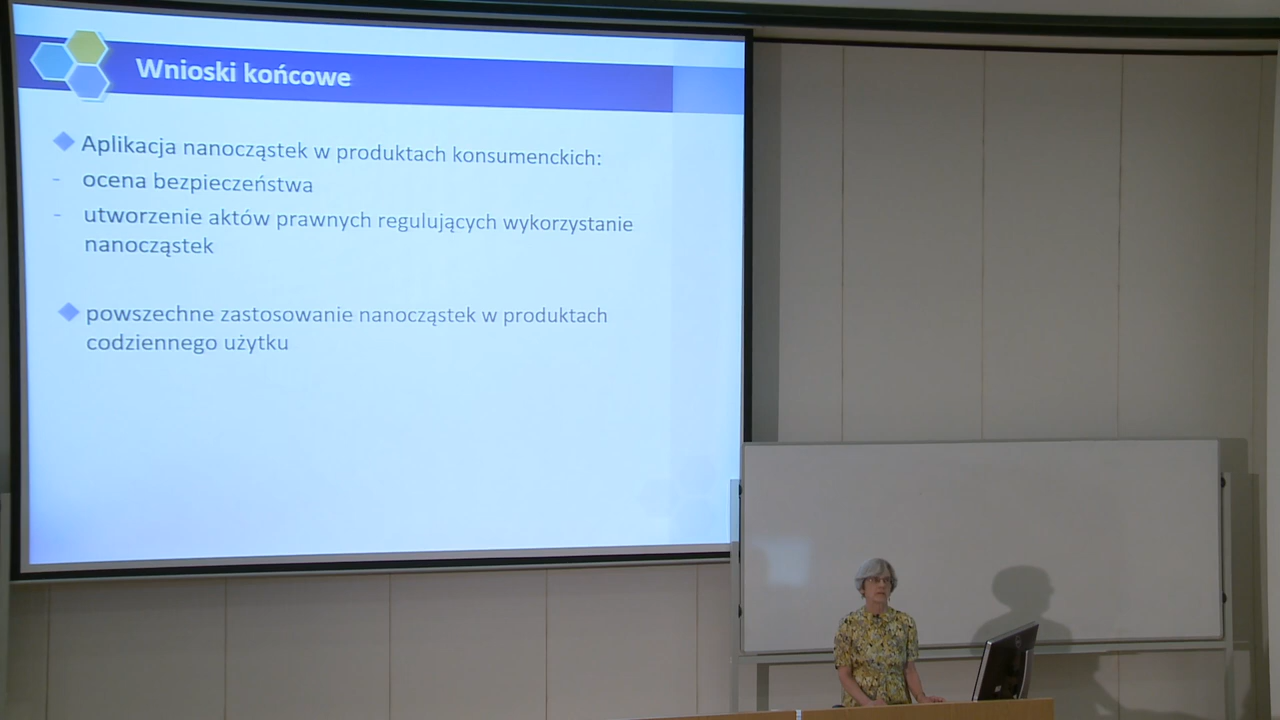 Wnioski końcowe
Aplikacja nanocząstek w produktach konsumenckich:
- ocena bezpieczeństwa
- utworzenie aktów prawnych regulujących wykorzystanie
nanocząstek
powszechne zastosowanie nanocząstek w produktach
codziennego użytku